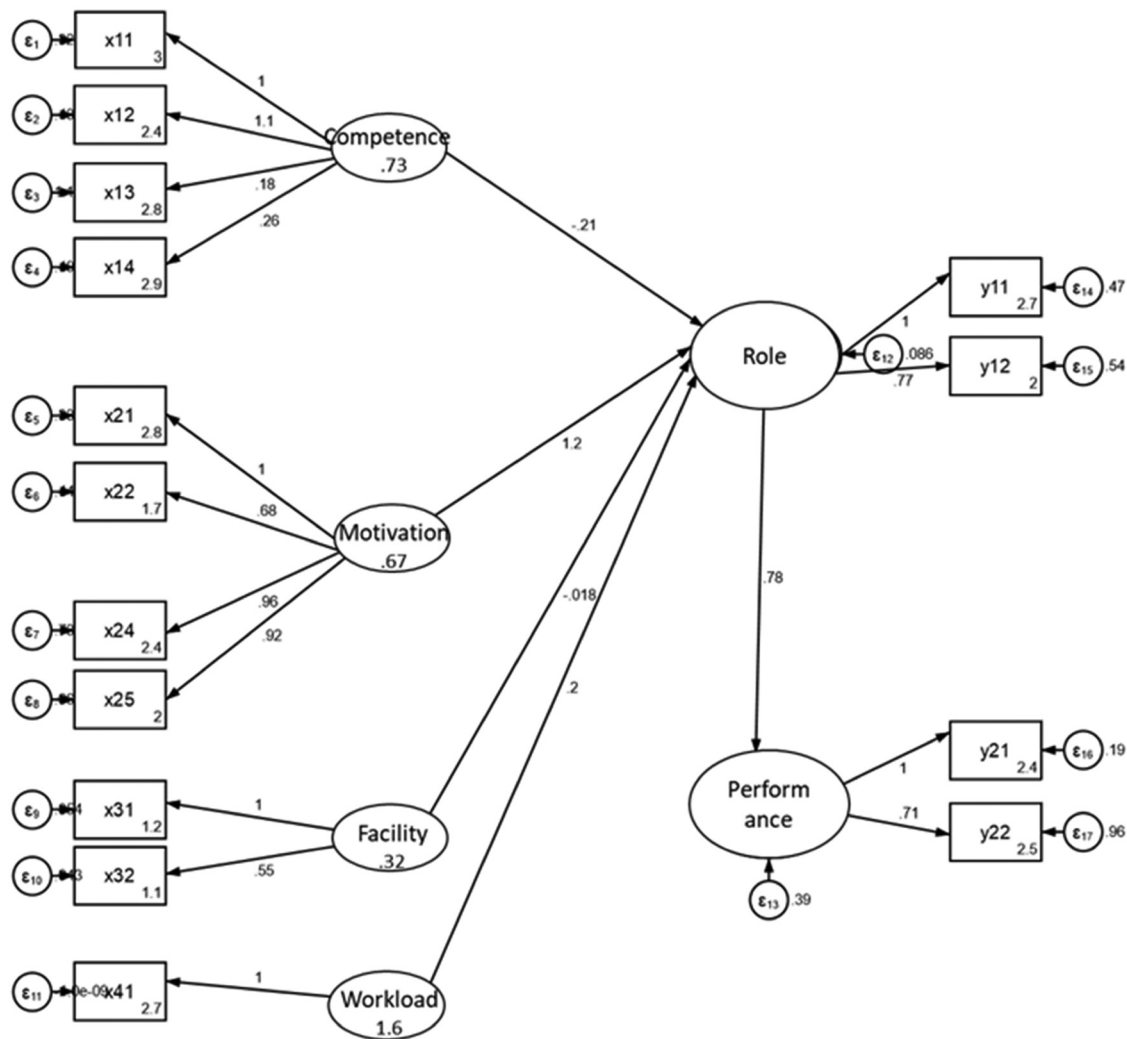 ε1
x11
3
1
ε2
x12
2.4
1.1
Competence
.73
ε3
x13
2.8
.18
ε4
x14
2.9
.26
-.21
y11
2.7
ε14
.47
1
Role
ε12
.086
y12
2
ε15
.54
.77
ε5
x21
2.8
1
1.2
ε6
x22
1.7
.68
Motivation
.67
ε7
x24
2.4
.96
ε8
x25
2
.92
-.018
.78
.2
ε9
x31
1.2
1
Facility
.32
ε10
x32
1.1
.55
y21
2.4
ε16
.19
1
Perform
ance
.71
y22
2.5
ε17
.96
ε13
.39
ε11
x41
2.7
1
Workload
1.6